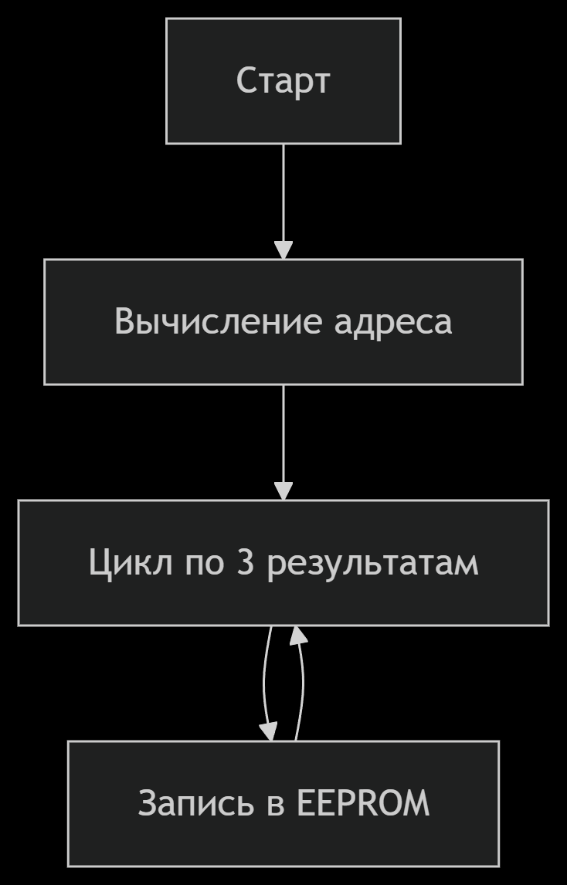 Старт
Вычисление адреса
Цикл по 3 результатам
Запись в EEPROM